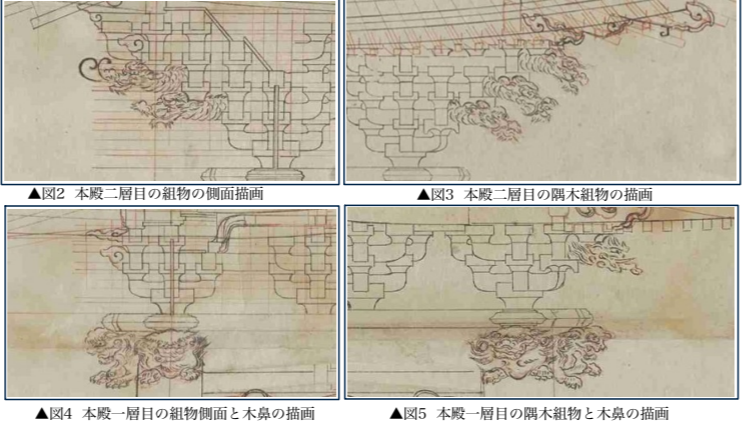 ▲図2 本殿二層目の組物の側面描画
▲図3 本殿二層目の隅木組物の描画
▲図4 本殿一層目の組物側面と木鼻の描画
▲図5 本殿一層目の隅木組物と木鼻の描画